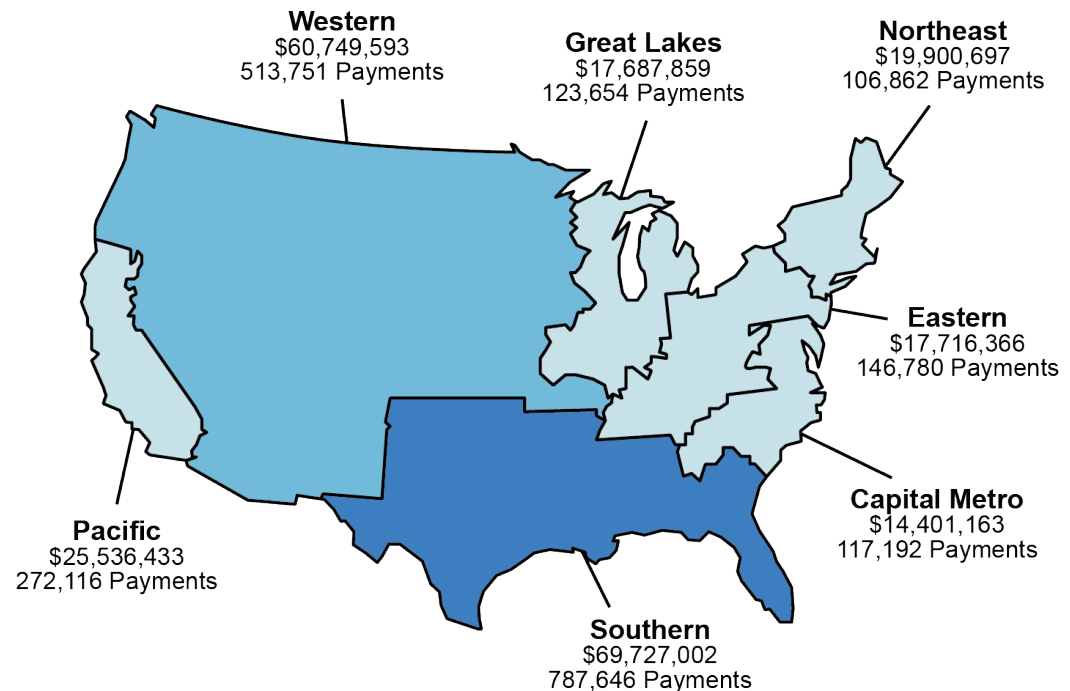 Western
$60,749,593
513,751 Payments
Great Lakes
$17,687,859
123,654 Payments
Northeast
$19,900,697
106,862 Payments
Eastern
$17,716,366
146,780 Payments
Capital Metro
$14,401,163
117,192 Payments
Pacific
$25,536,433
272,116 Payments
Southern
$69,727,002
787,646 Payments